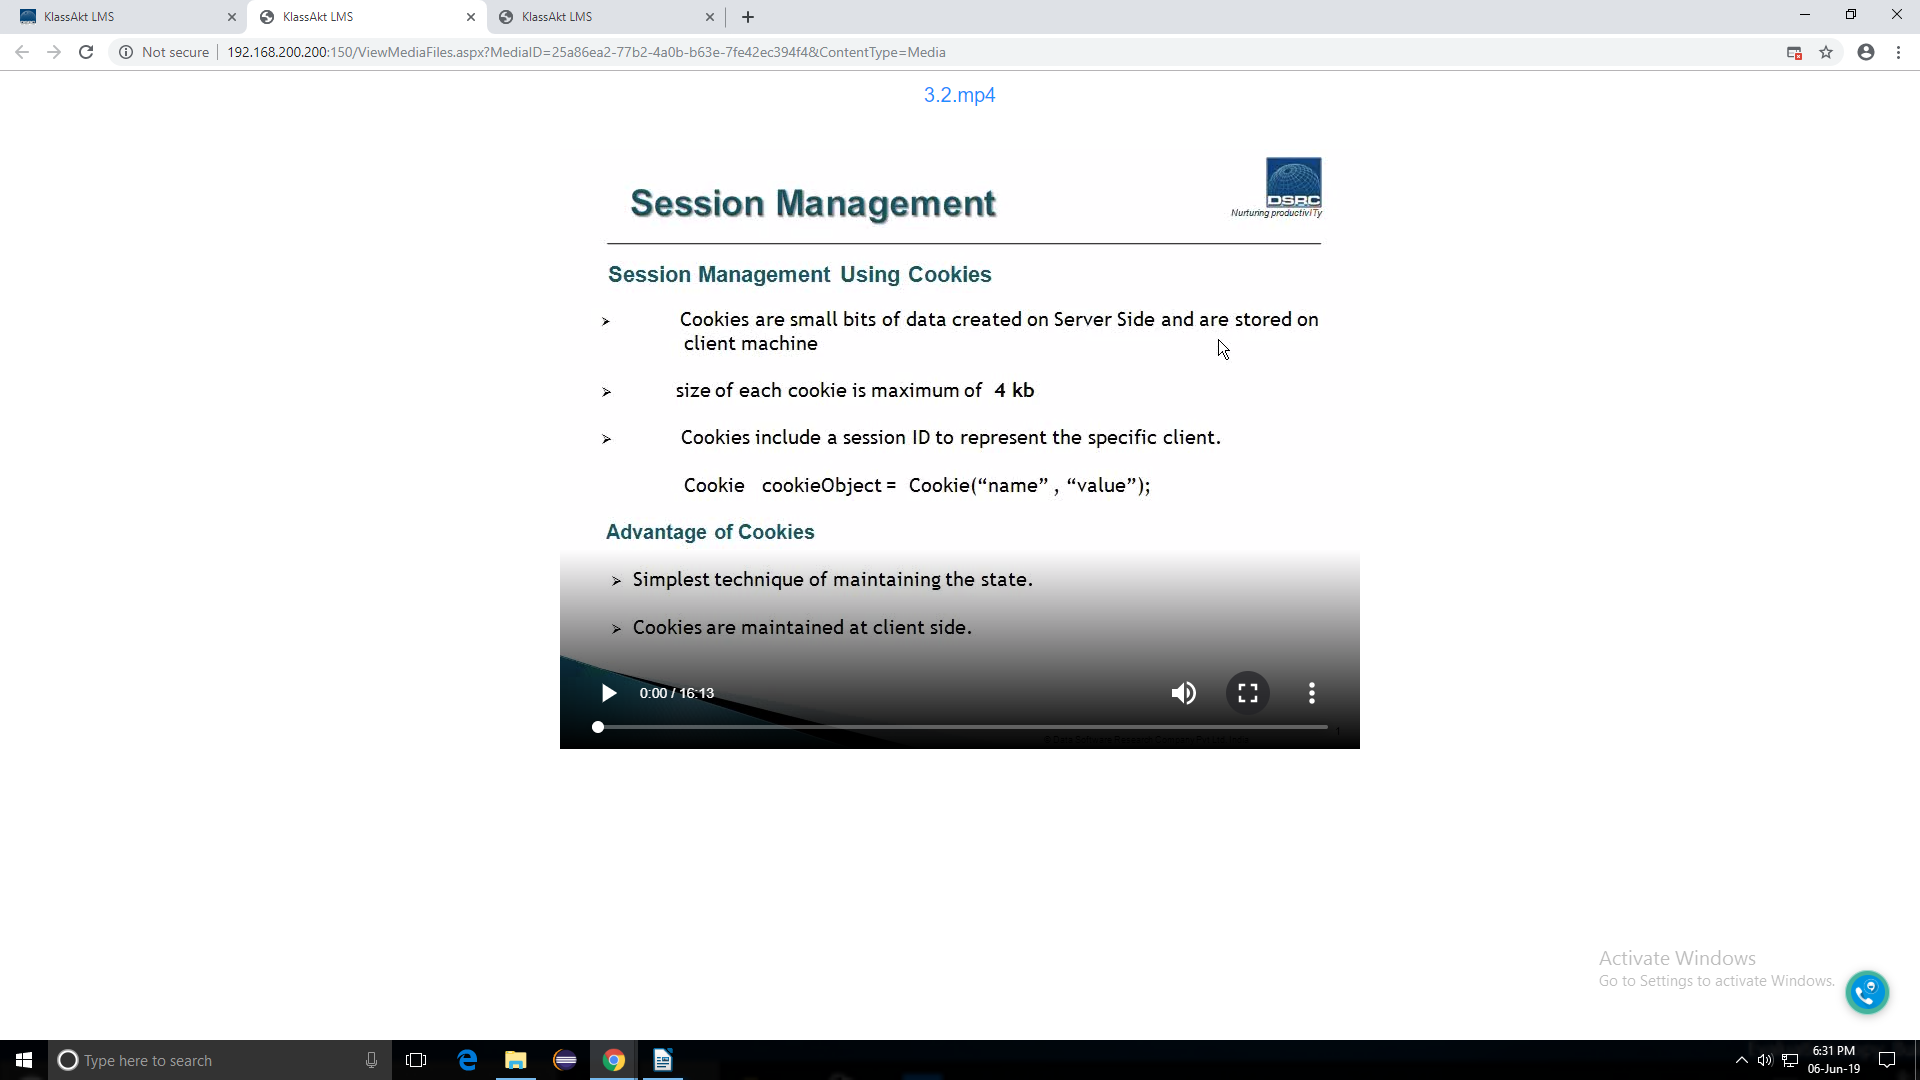 KlassAkt LMS
KlassAkt LMS
KlassAkt LMS
Not secure
192.168.200.200:150/ViewMediaFiles.aspx?MediaID=25a86ea2-77b2-4a0b-b63e-7fe42ec394f4&ContentType=Media
3.2.mp4
DSRC
Nurturing productivITy
Session Management
Session Management Using Cookies
Cookies are small bits of data created on Server Side and are stored on
client machine
size of each cookie is maximum of 4 kb
Cookies include a session ID to represent the specific client.
Cookie cookieObject = Cookie(“name” , “value”);
Advantage of Cookies
Simplest technique of maintaining the state.
Cookies are maintained at client side.
0:00 / 16:13
1
Activate Windows
Go to Settings to activate Windows.
Type here to search
6:31 PM
06-Jun-19